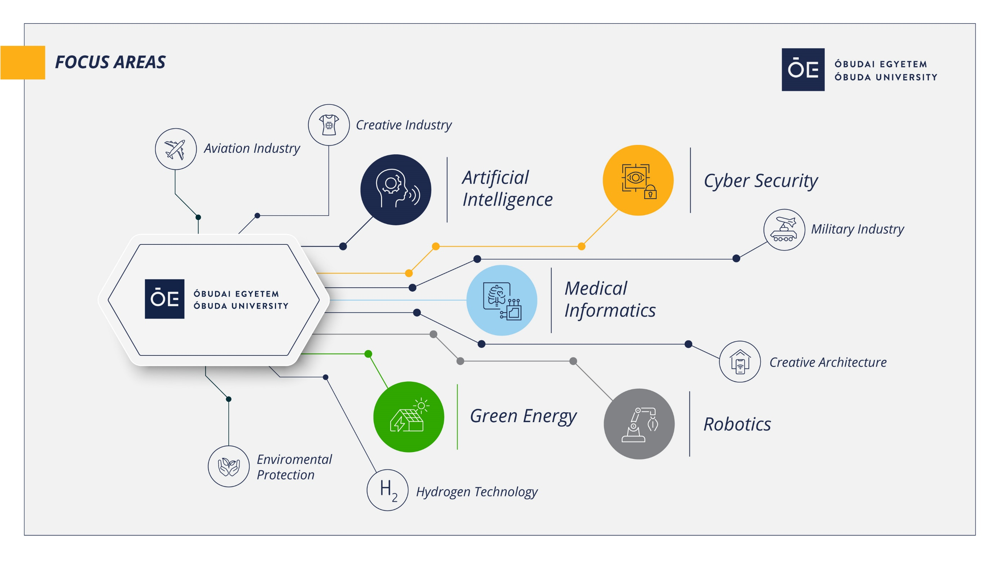 FOCUS AREAS
ŌE
ÓBUDAI EGYETEM
ÓBUDA UNIVERSITY
Creative Industry
Aviation Industry
Artificial
Intelligence
Cyber Security
Military Industry
Medical
Informatics
ŌE
ÓBUDAI EGYETEM
ÓBUDA UNIVERSITY
Creative Architecture
Green Energy
Robotics
Enviromental
Protection
H2
Hydrogen Technology